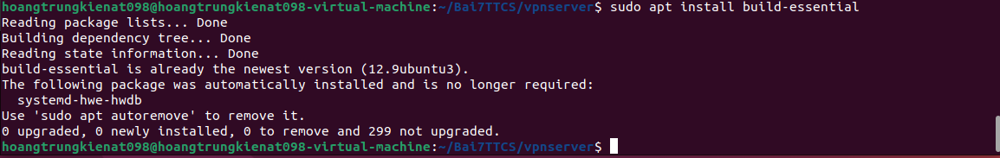 hoangtrungkienat098@hoangtrungkienat098-virtual-machine:~/Bai7TTCS/vpnserver$ sudo apt install build-essential
Reading package lists... Done
Building dependency tree... Done
Reading state information... Done
build-essential is already the newest version (12.9ubuntu3).
The following package was automatically installed and is no longer required:
  systemd-hwe-hwdb
Use 'sudo apt autoremove' to remove it.
0 upgraded, 0 newly installed, 0 to remove and 299 not upgraded.
hoangtrungkienat098@hoangtrungkienat098-virtual-machine:~/Bai7TTCS/vpnserver$